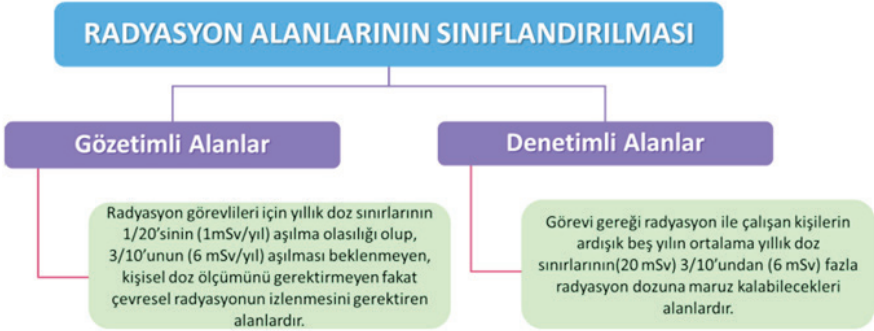 RADYASYON ALANLARININ SINIFLANDIRILMASI
Gözetimli Alanlar
Radyasyon görevlileri için yıllık doz sınırlarının
1/20'sinin (1mSv/yıl) aşılma olasılığı olup,
3/10'unun (6 mSv/yıl) aşılması beklenmeyen,
kişisel doz ölçümünü gerektirmeyen fakat
çevresel radyasyonun izlenmesini gerektiren
alanlardır.
Denetimli Alanlar
Görevi gereği radyasyon ile çalışan kişilerin
ardışık beş yılın ortalama yıllık doz
sınırlarının(20 mSv) 3/10'undan (6 mSv) fazla
radyasyon dozuna maruz kalabilecekleri
alanlardır.